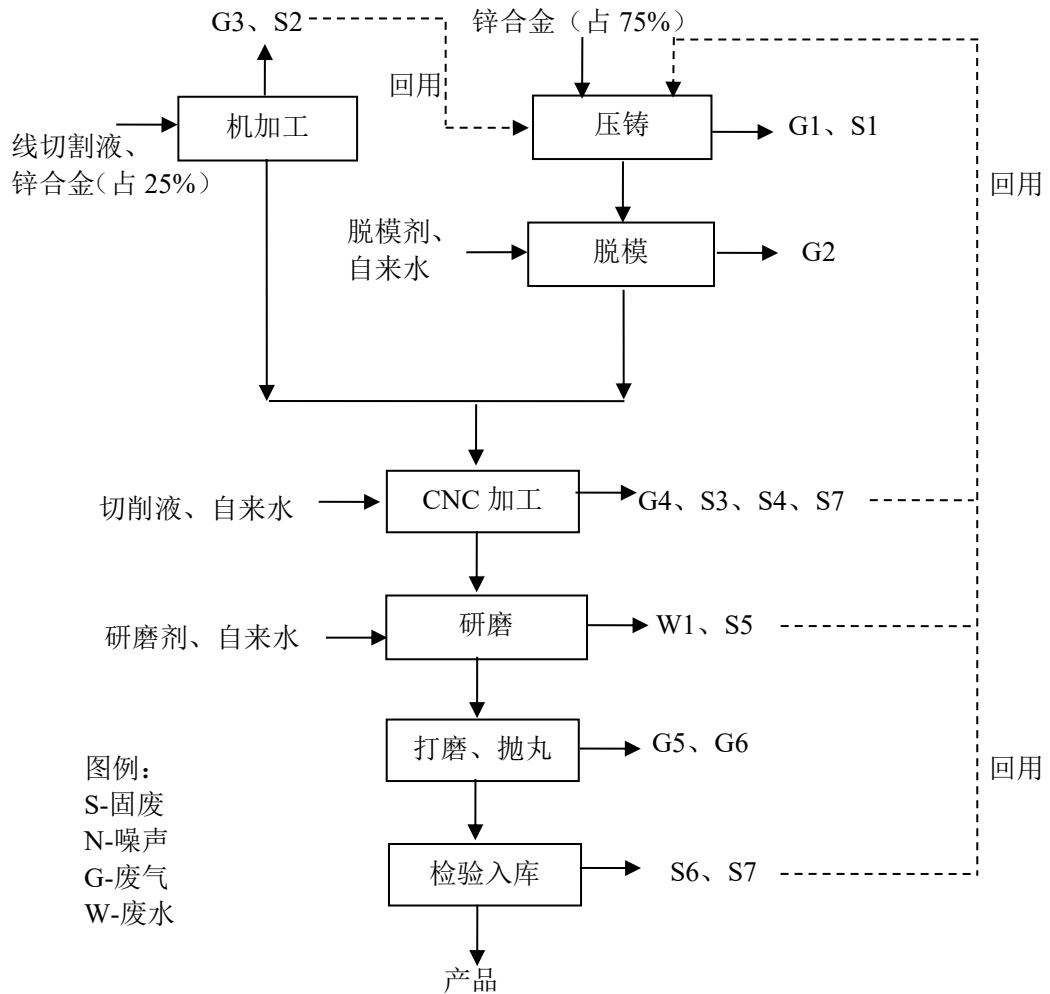 G3、S2
锌合金（占 75%）
回用
机加工
压铸
G1、S1
线切割液、
锌合金（占 25%）
回用
脱模剂、
自来水
脱模
G2
切削液、自来水
CNC 加工
G4、S3、S4、S7
研磨剂、自来水
研磨
W1、S5
打磨、抛丸
G5、G6
回用
图例：
S-固废
N-噪声
G-废气
W-废水
检验入库
S6、S7
产品